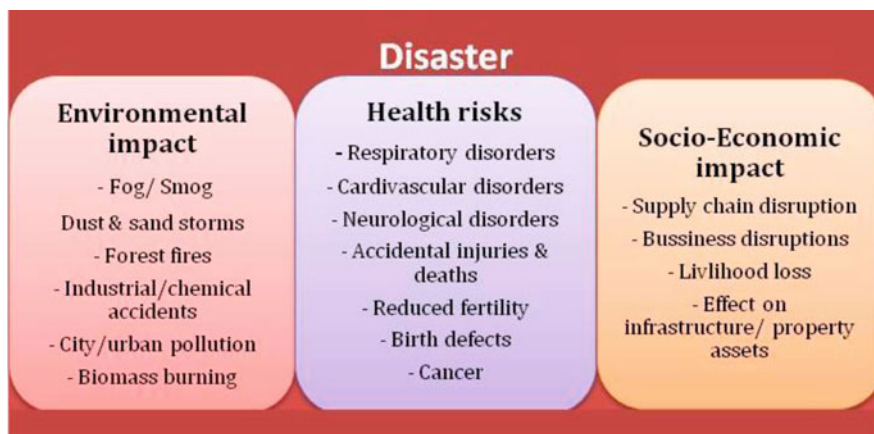 Disaster
Environmental
impact
- Fog/ Smog
Dust & sand storms
- Forest fires
- Industrial/chemical
accidents
- City/urban pollution
- Biomass burning
Health risks
- Respiratory disorders
- Cardivascular disorders
- Neurological disorders
- Accidental injuries &
deaths
- Reduced fertility
- Birth defects
- Cancer
Socio-Economic
impact
- Supply chain disruption
- Bussiness disruptions
- Livlihood loss
- Effect on
infrastructure/ property
assets